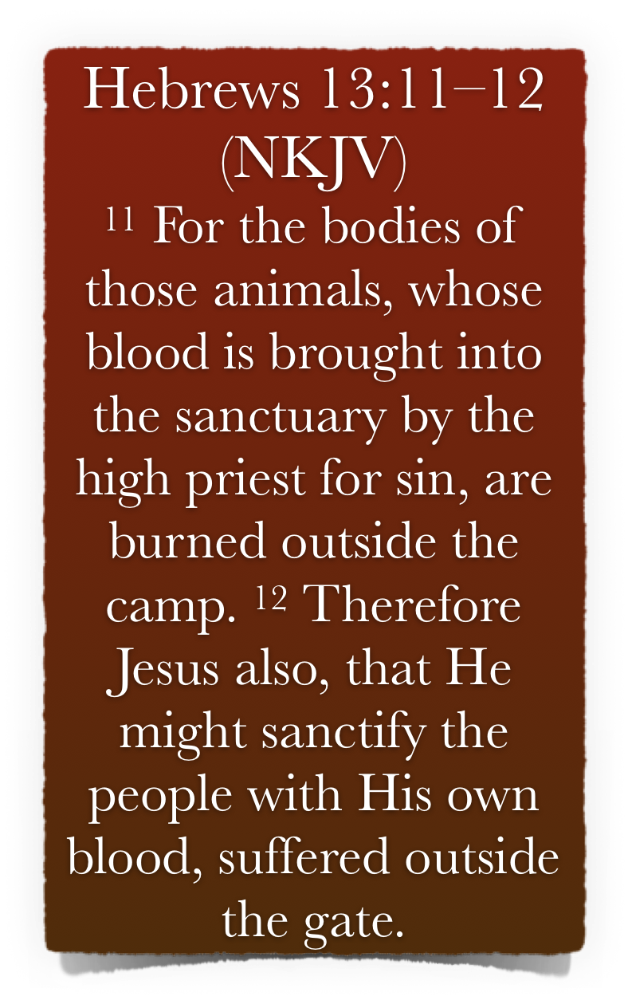 Hebrews 13:11–12
(NKJV)
¹¹ For the bodies of
those animals, whose
blood is brought into
the sanctuary by the
high priest for sin, are
burned outside the
camp. ¹² Therefore
Jesus also, that He
might sanctify the
people with His own
blood, suffered outside
the gate.